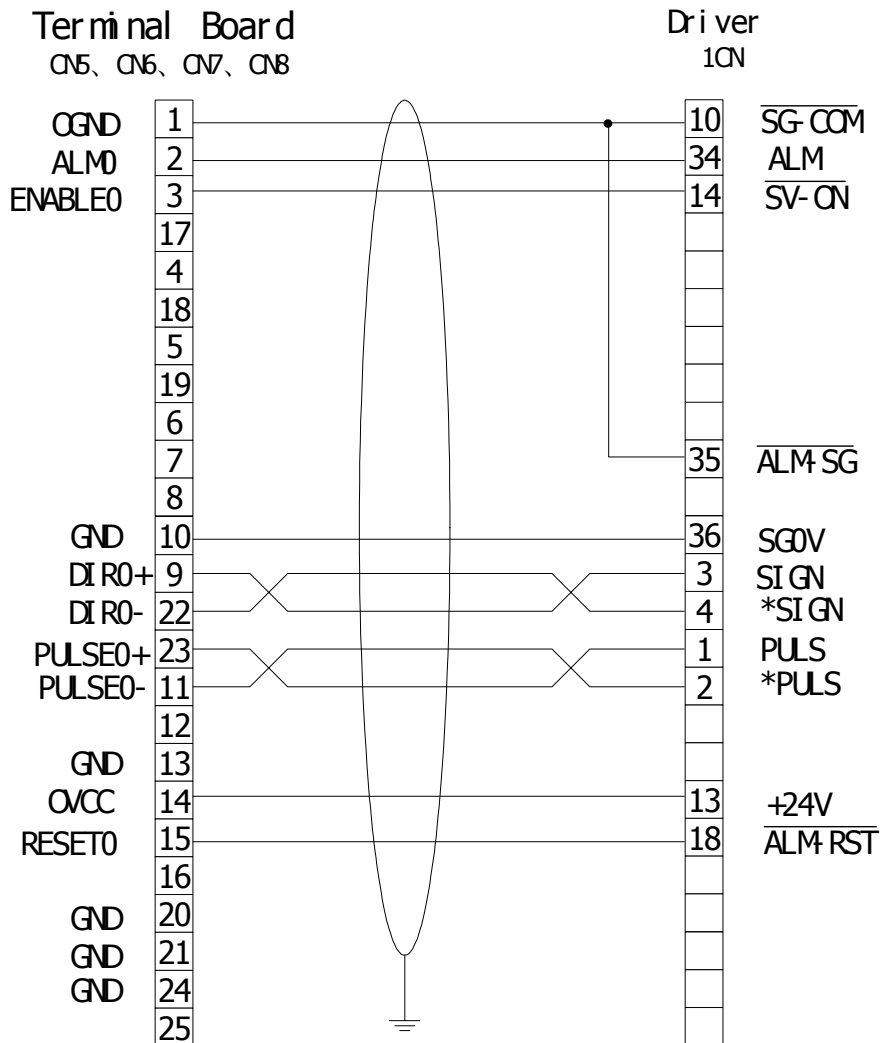 Terminal Board
CN5、CN6、CN7、CN8
Driver
1CN
OGND 1 10 SG-COM
ALM0 2 34 ALM
ENABLE0 3 14 SV-ON
17
4
18
5
19
6
7 35 ALM-SG
8
GND 10 36 SG0V
DIR0+ 9 3 SIGN
DIR0- 22 4 *SIGN
PULSE0+ 23 1 PULS
PULSE0- 11 2 *PULS
12
GND 13
OVCC 14 13 +24V
RESET0 15 18 ALM-RST
16
GND 20
GND 21
GND 24
25